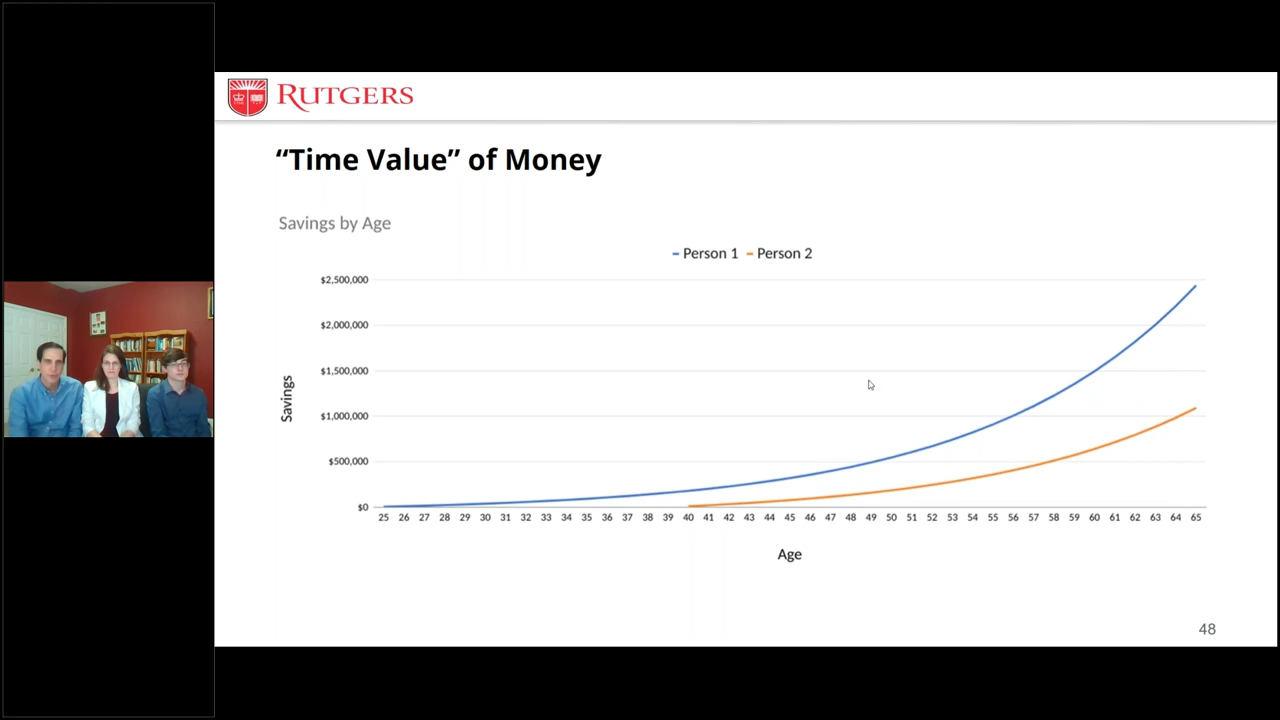 RUTGERS
“Time Value” of Money
Savings by Age
Person 1 Person 2
$2,500,000
$2,000,000
$1,500,000
$1,000,000
$500,000
$0
Savings
25 26 27 28 29 30 31 32 33 34 35 36 37 38 39 40 41 42 43 44 45 46 47 48 49 50 51 52 53 54 55 56 57 58 59 60 61 62 63 64 65
Age
48